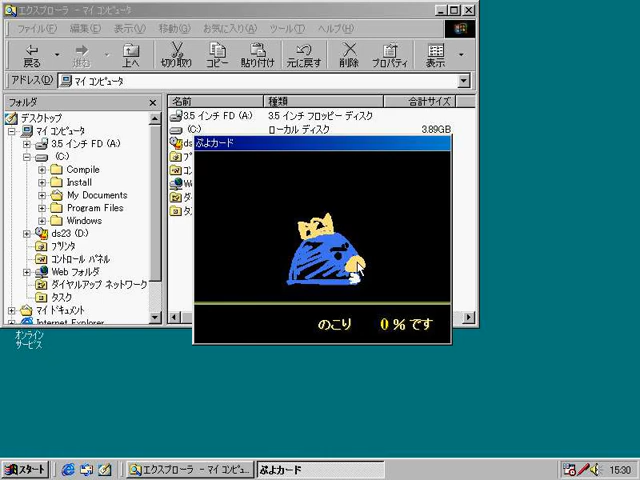 エクスプローラ - マイ コンピュータ
ファイル(F) 編集(E) 表示(V) 移動(G) お気に入り(A) ツール(T) ヘルプ(H)
戻る 進む 上へ 切り取り コピー 貼り付け 元に戻す 削除 プロパティ 表示
アドレス(D) マイ コンピュータ
フォルダ
名前 種類 合計サイズ
デスクトップ
マイ コンピュータ
3.5 インチ FD (A:)
(C:)
Compile
Install
My Documents
Program Files
Windows
ds23 (D:)
プリンタ
コントロール パネル
Web フォルダ
ダイヤルアップ ネットワーク
タスク
マイ ドキュメント
Internet Explorer
3.5 インチ FD (A:) 3.5 インチ フロッピー ディスク
(C:) ローカル ディスク 3.89GB
ds
プ
コ
We
ダ
タス
ぷよカード
のこり 0 % です
オンライン
サービス
スタート
エクスプローラ - マイ コンピュ...
ぷよカード
15:30